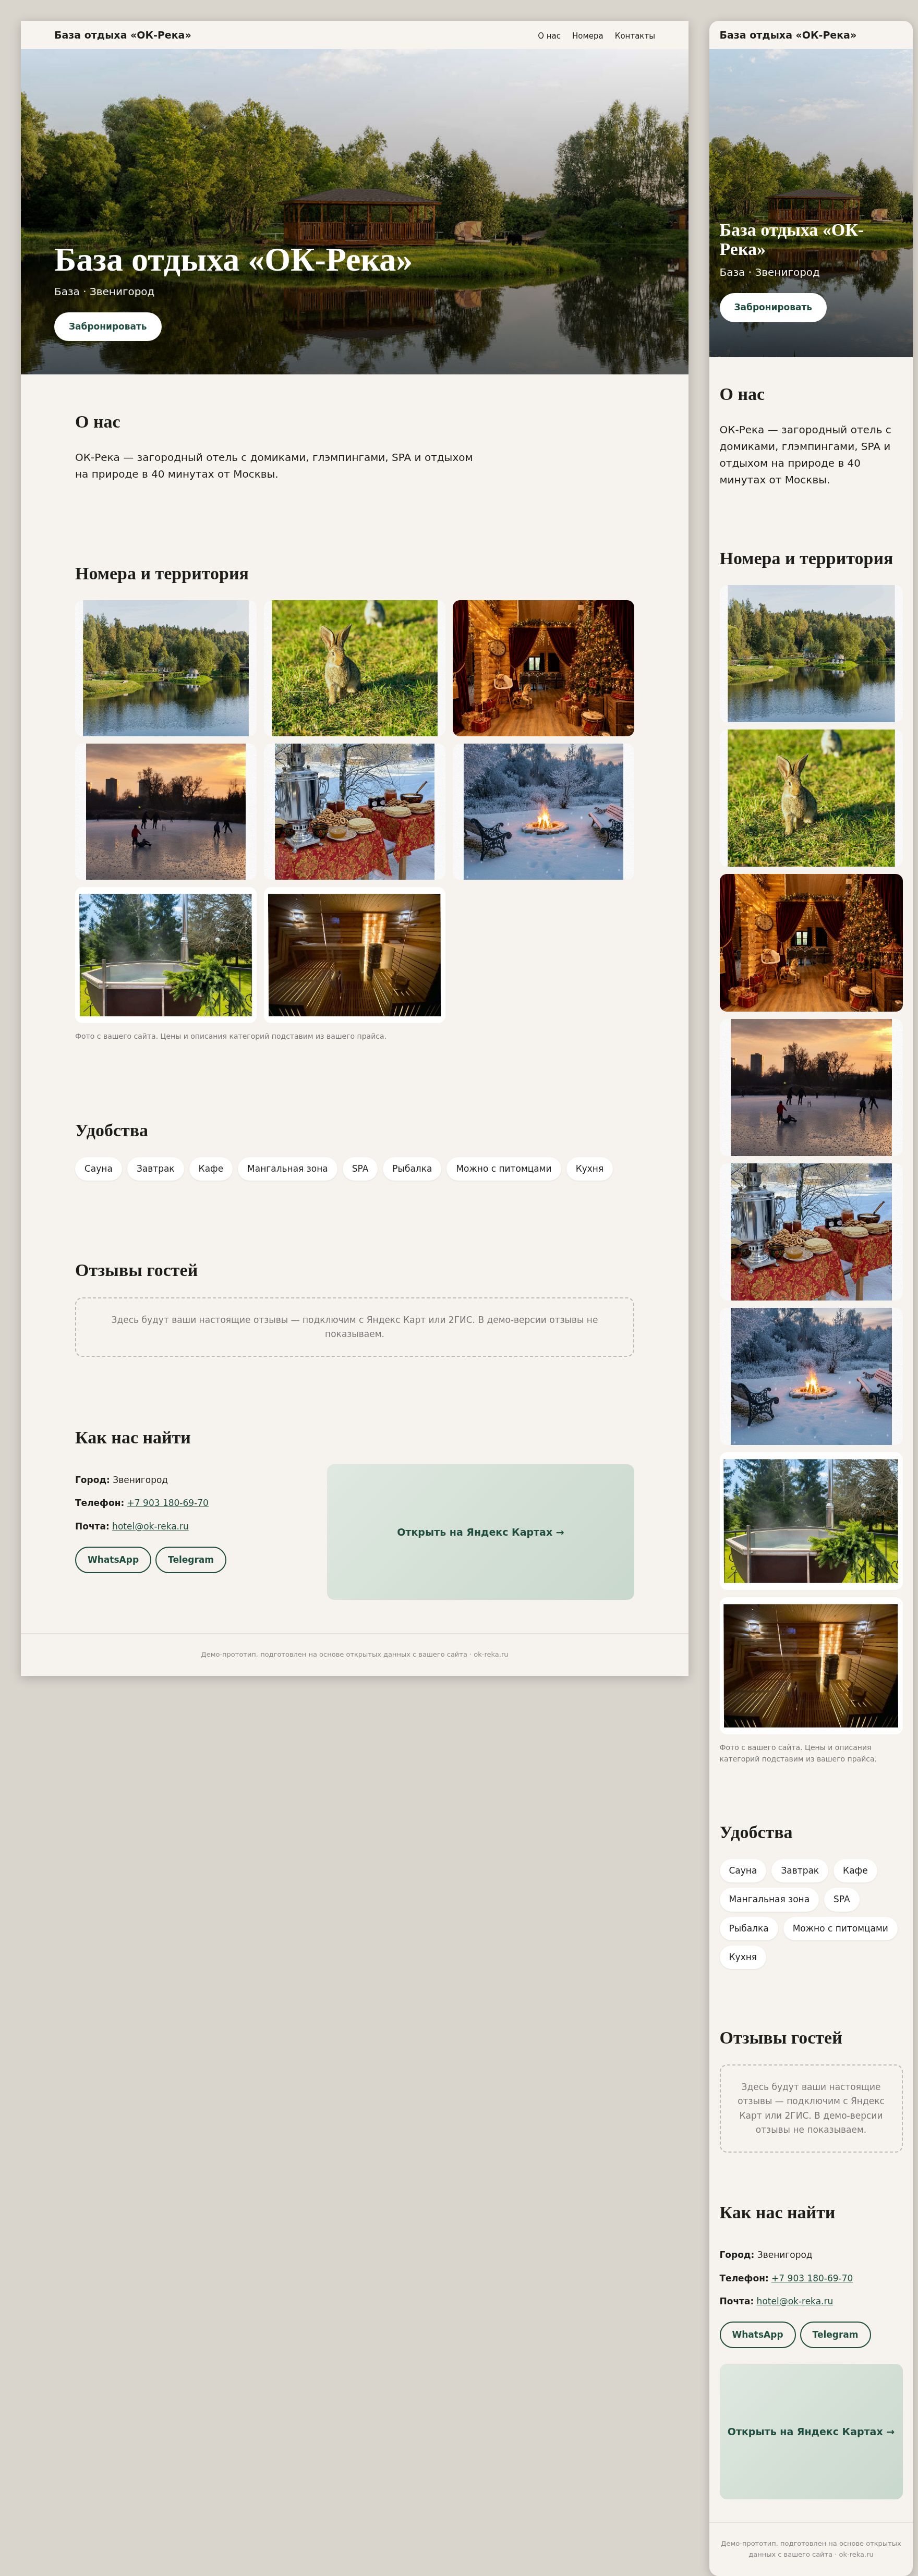 База отдыха «ОК-Река»
О нас Номера Контакты
База отдыха «ОК-Река»
База · Звенигород
Забронировать
О нас
ОК-Река — загородный отель с домиками, глэмпингами, SPA и отдыхом
на природе в 40 минутах от Москвы.
Номера и территория
Фото с вашего сайта. Цены и описания категорий подставим из вашего прайса.
Удобства
Сауна Завтрак Кафе Мангальная зона SPA Рыбалка Можно с питомцами Кухня
Отзывы гостей
Здесь будут ваши настоящие отзывы — подключим с Яндекс Карт или 2ГИС. В демо-версии отзывы не
показываем.
Как нас найти
Город: Звенигород
Телефон: +7 903 180-69-70
Почта: hotel@ok-reka.ru
WhatsApp Telegram
Открыть на Яндекс Картах →
Демо-прототип, подготовлен на основе открытых данных с вашего сайта · ok-reka.ru
База отдыха «ОК-Река»
База отдыха «ОК-
Река»
База · Звенигород
Забронировать
О нас
ОК-Река — загородный отель с
домиками, глэмпингами, SPA и
отдыхом на природе в 40
минутах от Москвы.
Номера и территория
Фото с вашего сайта. Цены и описания
категорий подставим из вашего прайса.
Удобства
Сауна Завтрак Кафе
Мангальная зона SPA
Рыбалка Можно с питомцами
Кухня
Отзывы гостей
Здесь будут ваши настоящие
отзывы — подключим с Яндекс
Карт или 2ГИС. В демо-версии
отзывы не показываем.
Как нас найти
Город: Звенигород
Телефон: +7 903 180-69-70
Почта: hotel@ok-reka.ru
WhatsApp Telegram
Открыть на Яндекс Картах →
Демо-прототип, подготовлен на основе открытых
данных с вашего сайта · ok-reka.ru